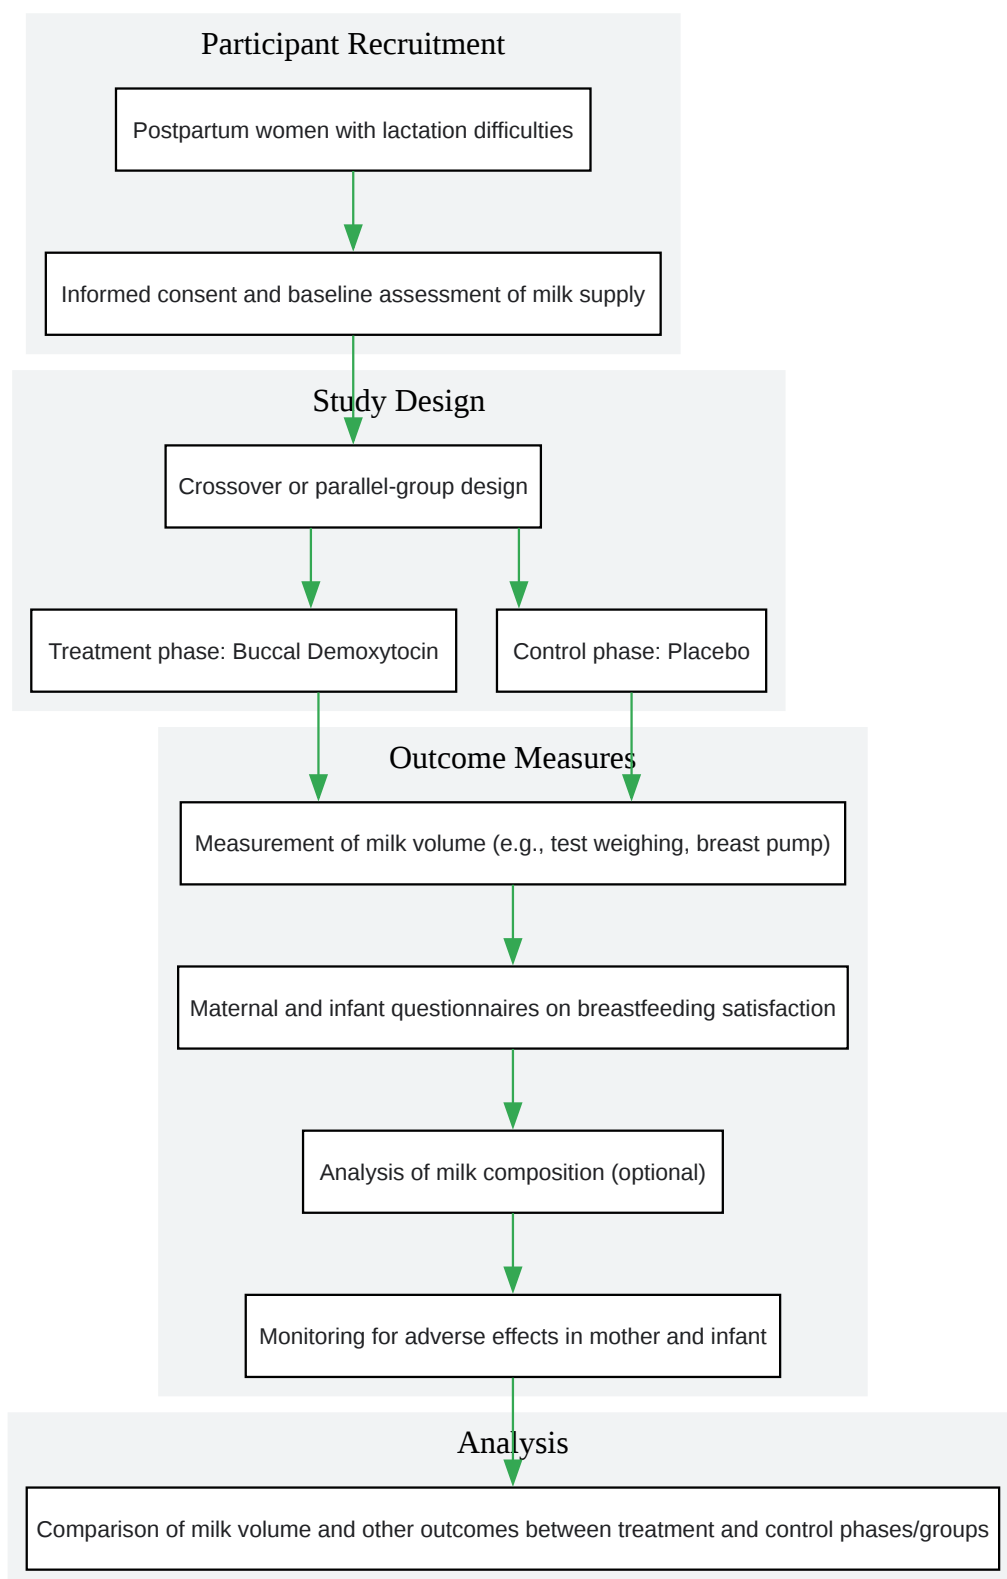 Participant Recruitment
Postpartum women with lactation difficulties
Informed consent and baseline assessment of milk supply
Study Design
Crossover or parallel-group design
Treatment phase: Buccal Demoxytocin
Control phase: Placebo
Outcome Measures
Measurement of milk volume (e.g., test weighing, breast pump)
Maternal and infant questionnaires on breastfeeding satisfaction
Analysis of milk composition (optional)
Monitoring for adverse effects in mother and infant
Analysis
Comparison of milk volume and other outcomes between treatment and control phases/groups